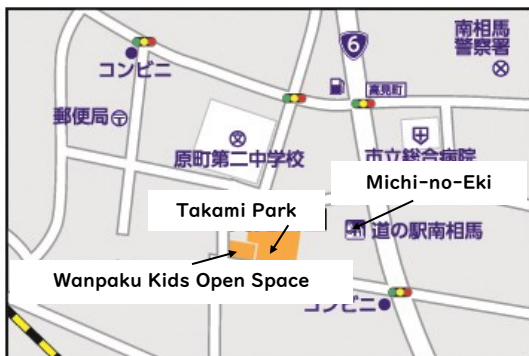 南相馬
警察署
6
コンビニ
高見町
郵便局
原町第二中学校
市立総合病院
Michi-no-Eki
Takami Park
道の駅南相馬
Wanpaku Kids Open Space
コンビニ